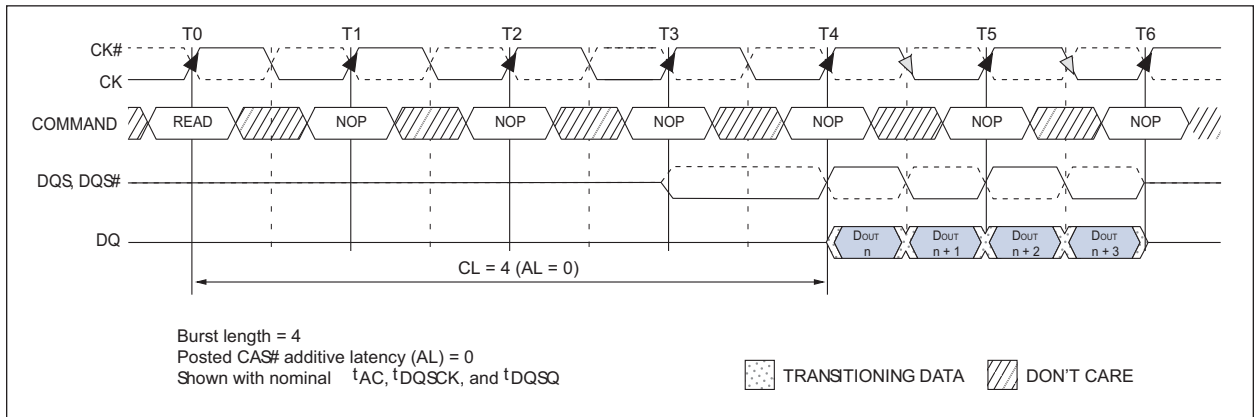 T0 T1 T2 T3 T4 T5 T6
CK#
CK
COMMAND READ NOP NOP NOP NOP NOP NOP
DQS, DQS#
DQ DOUT n DOUT n + 1 DOUT n + 2 DOUT n + 3
CL = 4 (AL = 0)
Burst length = 4
Posted CAS# additive latency (AL) = 0
Shown with nominal tAC, tDQSCK, and tDQSQ
TRANSITIONING DATA DON'T CARE